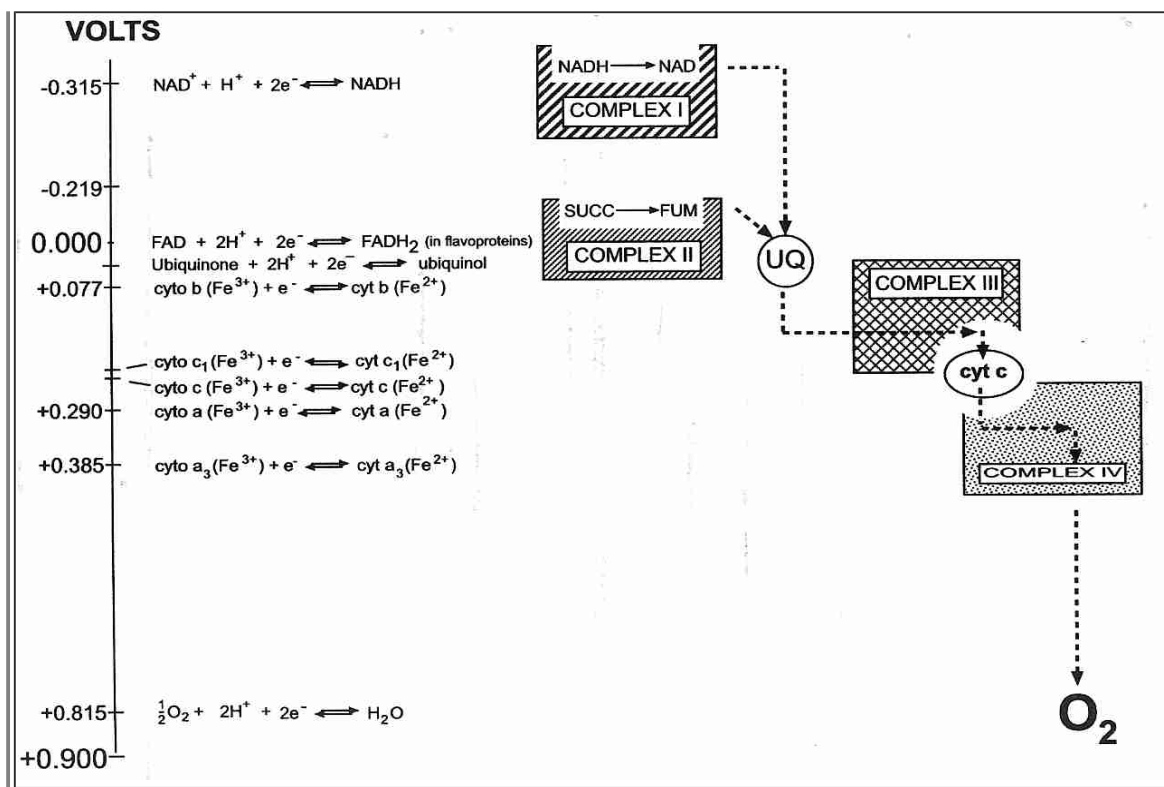 VOLTS
-0.315
NAD⁺ + H⁺ + 2e⁻ ⇌ NADH
NADH → NAD
COMPLEX I
-0.219
SUCC → FUM
COMPLEX II
0.000
FAD + 2H⁺ + 2e⁻ ⇌ FADH₂ (in flavoproteins)
Ubiquinone + 2H⁺ + 2e⁻ ⇌ ubiquinol
UQ
+0.077
cyto b (Fe³⁺) + e⁻ ⇌ cyt b (Fe²⁺)
COMPLEX III
cyto c₁(Fe³⁺) + e⁻ ⇌ cyt c₁(Fe²⁺)
cyt c
cyto c (Fe³⁺) + e⁻ ⇌ cyt c (Fe²⁺)
+0.290
cyto a (Fe³⁺) + e⁻ ⇌ cyt a (Fe²⁺)
+0.385
cyto a₃(Fe³⁺) + e⁻ ⇌ cyt a₃(Fe²⁺)
COMPLEX IV
+0.815
½O₂ + 2H⁺ + 2e⁻ ⇌ H₂O
O₂
+0.900